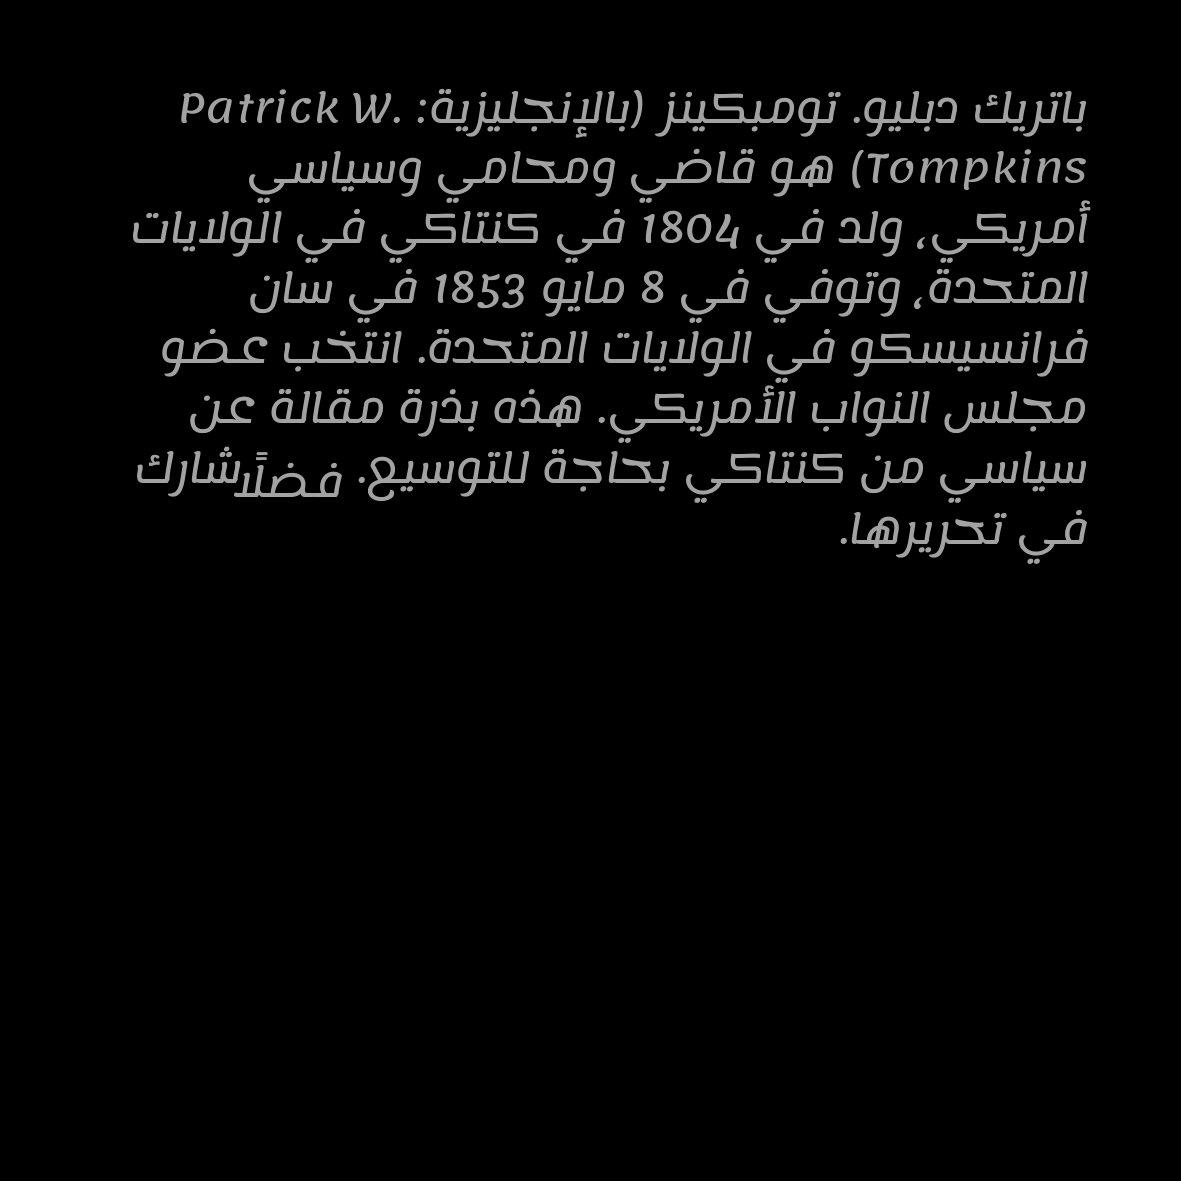 باتريك دبليو. تومبكينز (بالإنجليزية: Patrick W.
Tompkins) هو قاضي ومحامي وسياسي
أمريكي، ولد في 1804 في كنتاكي في الولايات
المتحدة، وتوفي في 8 مايو 1853 في سان
فرانسيسكو في الولايات المتحدة. انتخب عضو
مجلس النواب الأمريكي. هذه بذرة مقالة عن
سياسي من كنتاكي بحاجة للتوسيع. فضلًا شارك
في تحريرها.